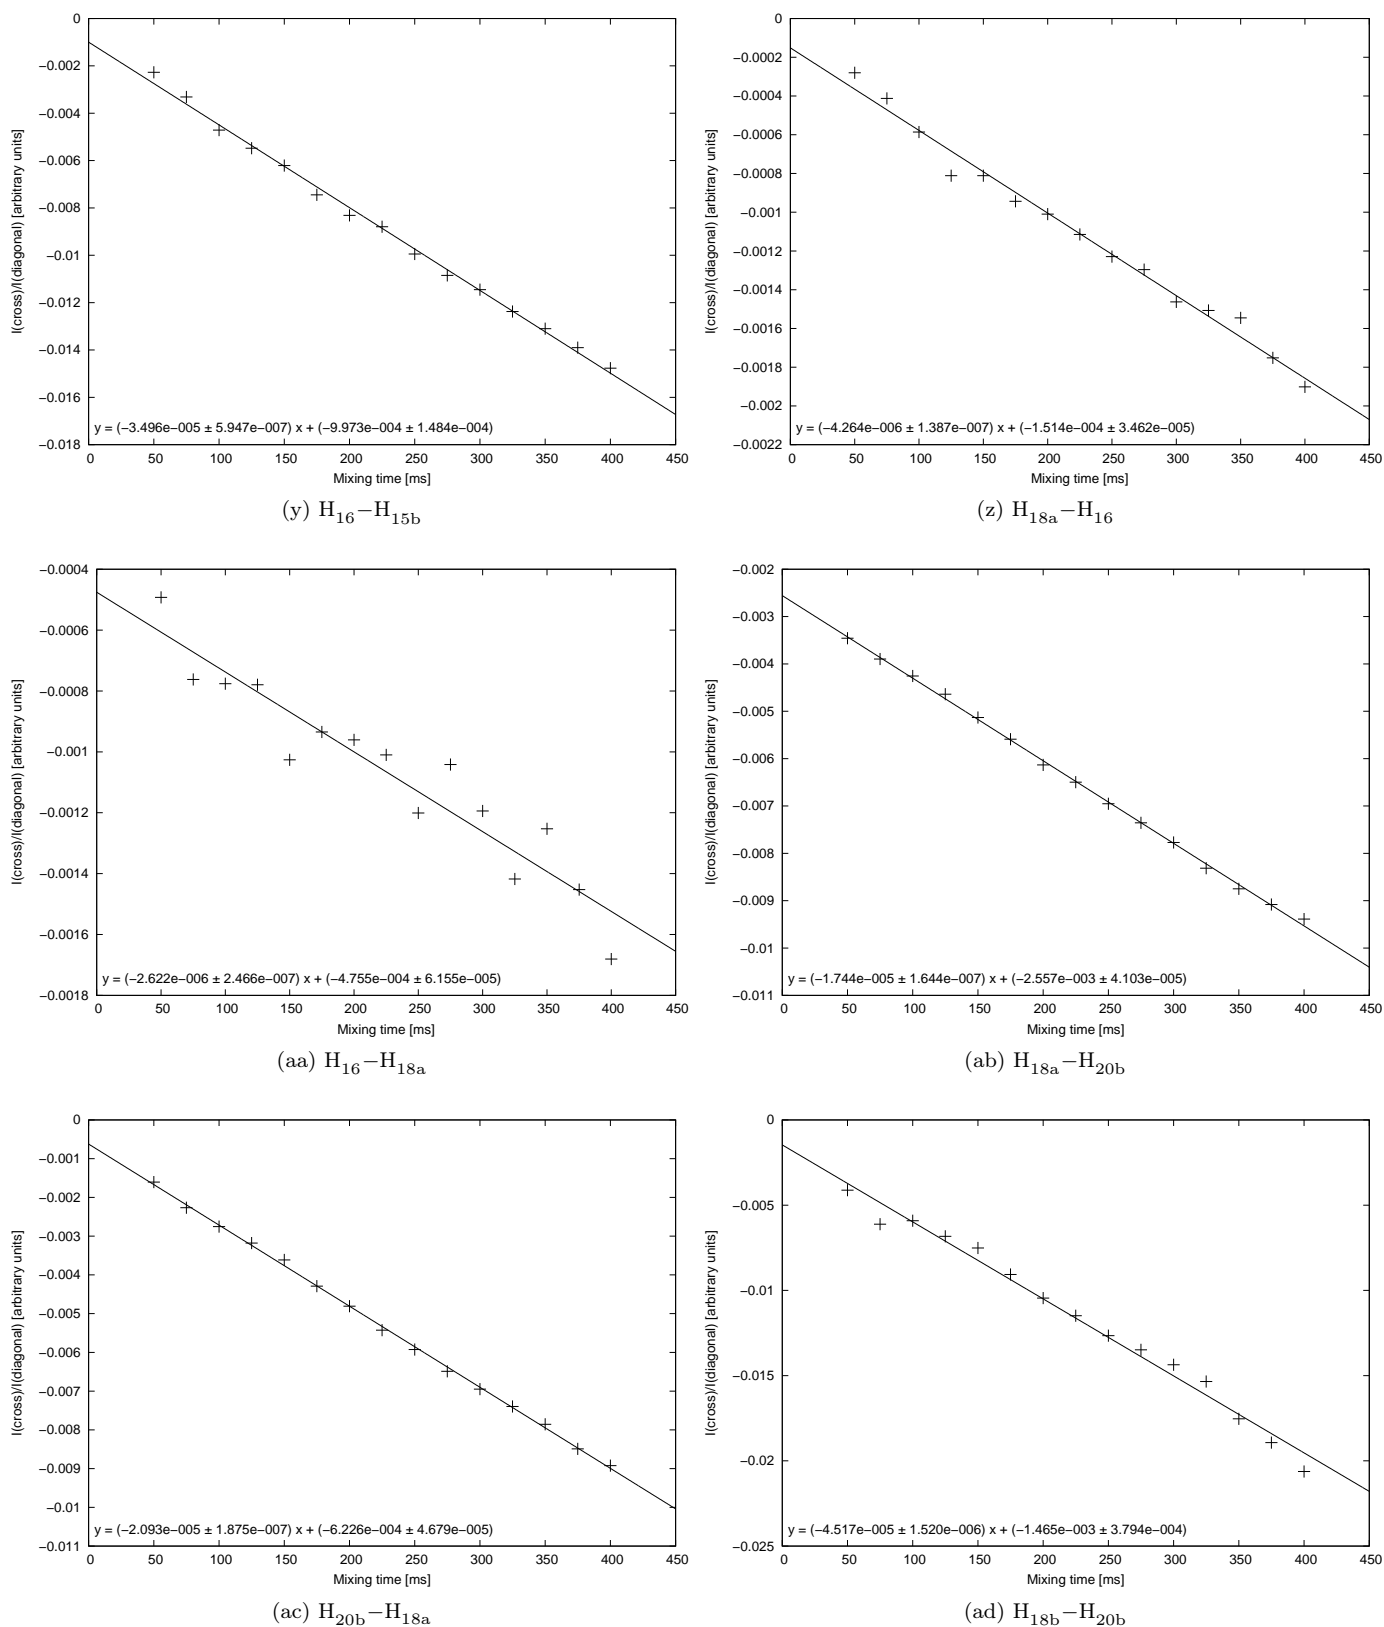 0
−0.002
−0.004
−0.006
−0.008
−0.01
−0.012
−0.014
−0.016
−0.018
I(cross)/I(diagonal) [arbitrary units]
y = (−3.496e−005 ± 5.947e−007) x + (−9.973e−004 ± 1.484e−004)
0 50 100 150 200 250 300 350 400 450
Mixing time [ms]
(y) H16−H15b
0
−0.0002
−0.0004
−0.0006
−0.0008
−0.001
−0.0012
−0.0014
−0.0016
−0.0018
−0.002
−0.0022
I(cross)/I(diagonal) [arbitrary units]
y = (−4.264e−006 ± 1.387e−007) x + (−1.514e−004 ± 3.462e−005)
0 50 100 150 200 250 300 350 400 450
Mixing time [ms]
(z) H18a−H16
−0.0004
−0.0006
−0.0008
−0.001
−0.0012
−0.0014
−0.0016
−0.0018
I(cross)/I(diagonal) [arbitrary units]
y = (−2.622e−006 ± 2.466e−007) x + (−4.755e−004 ± 6.155e−005)
0 50 100 150 200 250 300 350 400 450
Mixing time [ms]
(aa) H16−H18a
−0.002
−0.003
−0.004
−0.005
−0.006
−0.007
−0.008
−0.009
−0.01
−0.011
I(cross)/I(diagonal) [arbitrary units]
y = (−1.744e−005 ± 1.644e−007) x + (−2.557e−003 ± 4.103e−005)
0 50 100 150 200 250 300 350 400 450
Mixing time [ms]
(ab) H18a−H20b
0
−0.001
−0.002
−0.003
−0.004
−0.005
−0.006
−0.007
−0.008
−0.009
−0.01
−0.011
I(cross)/I(diagonal) [arbitrary units]
y = (−2.093e−005 ± 1.875e−007) x + (−6.226e−004 ± 4.679e−005)
0 50 100 150 200 250 300 350 400 450
Mixing time [ms]
(ac) H20b−H18a
0
−0.005
−0.01
−0.015
−0.02
−0.025
I(cross)/I(diagonal) [arbitrary units]
y = (−4.517e−005 ± 1.520e−006) x + (−1.465e−003 ± 3.794e−004)
0 50 100 150 200 250 300 350 400 450
Mixing time [ms]
(ad) H18b−H20b